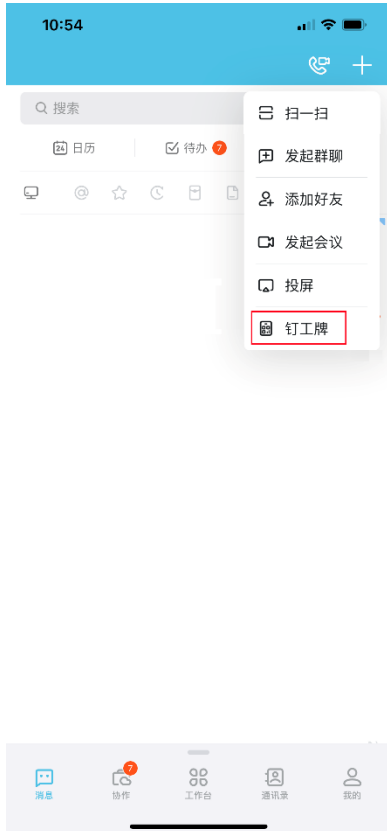 10:54
搜索
24 日历
待办 7
扫一扫
发起群聊
添加好友
发起会议
投屏
钉工牌
7
消息
协作
工作台
通讯录
我的